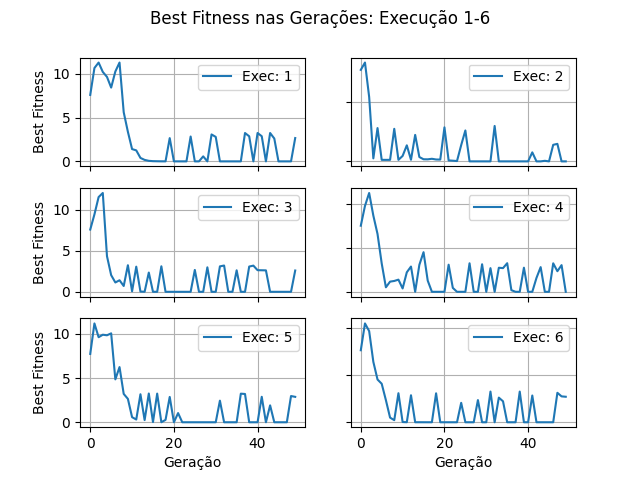 Best Fitness nas Gerações: Execução 1-6
Best Fitness
10
5
0
Exec: 1
Exec: 2
Best Fitness
10
5
0
Exec: 3
Exec: 4
Best Fitness
10
5
0
Exec: 5
Exec: 6
0
20
40
0
20
40
Geração
Geração